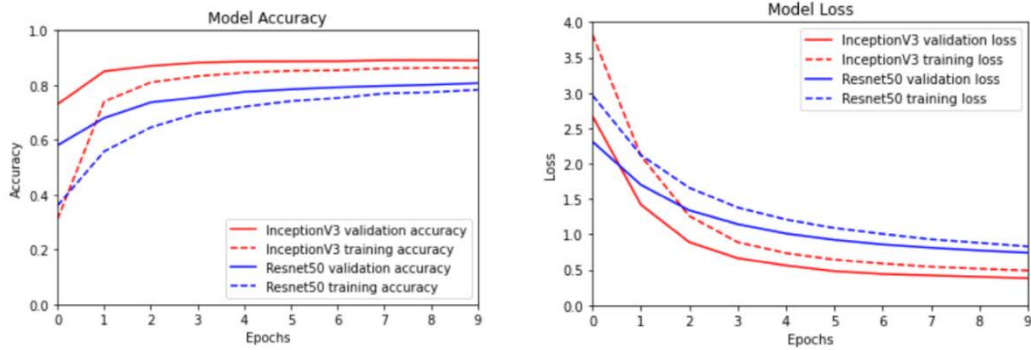 Model Accuracy
1.0
0.8
0.6
0.4
0.2
0.0
Accuracy
InceptionV3 validation accuracy
InceptionV3 training accuracy
Resnet50 validation accuracy
Resnet50 training accuracy
0 1 2 3 4 5 6 7 8 9
Epochs
Model Loss
4.0
3.5
3.0
2.5
2.0
1.5
1.0
0.5
0.0
Loss
InceptionV3 validation loss
InceptionV3 training loss
Resnet50 validation loss
Resnet50 training loss
0 1 2 3 4 5 6 7 8 9
Epochs